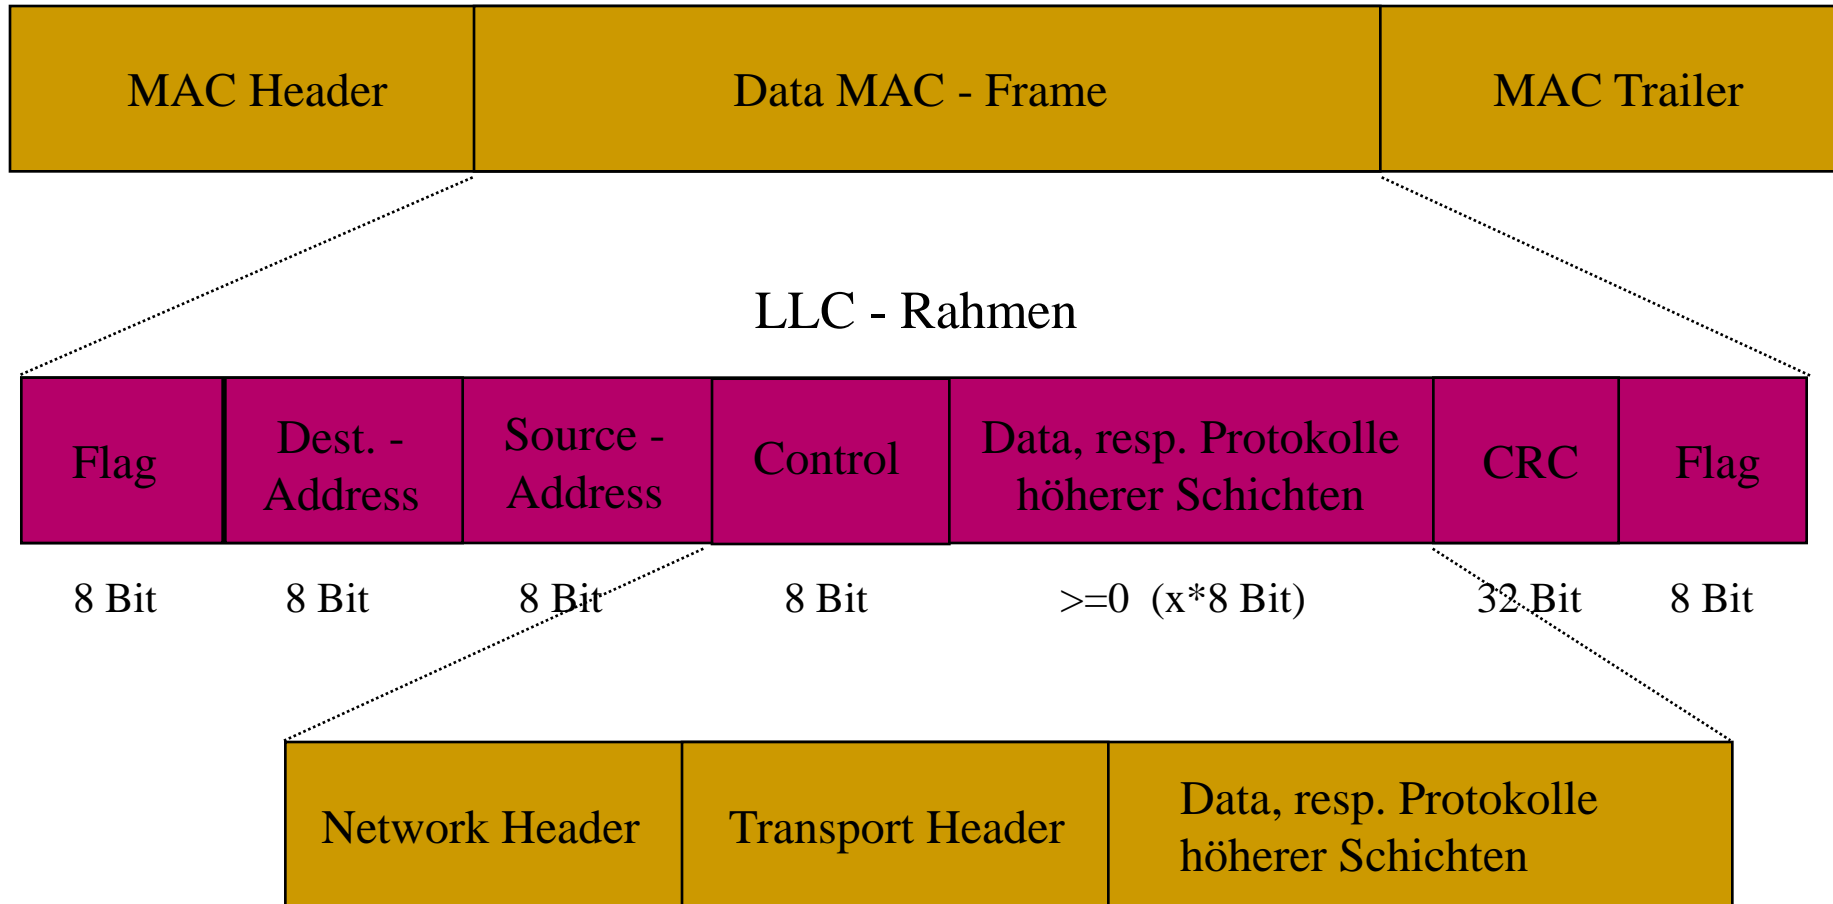 MAC Header
Data MAC - Frame
MAC Trailer
LLC - Rahmen
Flag
Dest. -
Address
Source -
Address
Control
Data, resp. Protokolle
höherer Schichten
CRC
Flag
8 Bit
8 Bit
8 Bit
8 Bit
>=0 (x*8 Bit)
32 Bit
8 Bit
Network Header
Transport Header
Data, resp. Protokolle
höherer Schichten